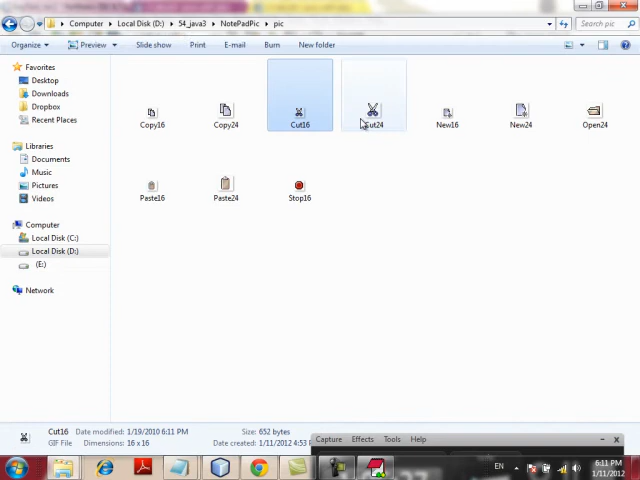 Computer ▸ Local Disk (D:) ▸ 54_java3 ▸ NotePadPic ▸ pic
Search pic
Organize Preview Slide show Print E-mail Burn New folder
Favorites
Desktop
Downloads
Dropbox
Recent Places
Libraries
Documents
Music
Pictures
Videos
Computer
Local Disk (C:)
Local Disk (D:)
(E:)
Network
Copy16 Copy24 Cut16 Cut24 New16 New24 Open24
Paste16 Paste24 Stop16
Cut16 Date modified: 1/19/2010 6:11 PM Size: 652 bytes
GIF File Dimensions: 16 x 16 Date created: 1/11/2012 4:53
Capture Effects Tools Help
EN
6:11 PM
1/11/2012